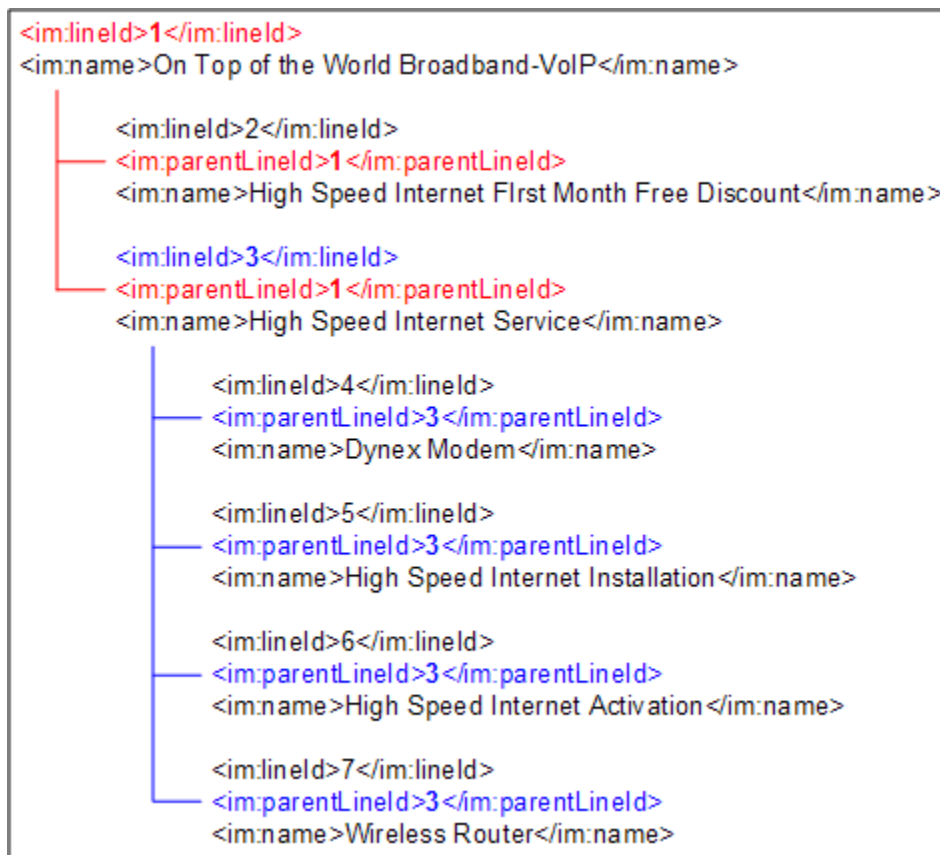 <im:lineId>1</im:lineId>
<im:name>On Top of the World Broadband-VoIP</im:name>
<im:lineId>2</im:lineId>
<im:parentLineId>1</im:parentLineId>
<im:name>High Speed Internet FIrst Month Free Discount</im:name>
<im:lineId>3</im:lineId>
<im:parentLineId>1</im:parentLineId>
<im:name>High Speed Internet Service</im:name>
<im:lineId>4</im:lineId>
<im:parentLineId>3</im:parentLineId>
<im:name>Dynex Modem</im:name>
<im:lineId>5</im:lineId>
<im:parentLineId>3</im:parentLineId>
<im:name>High Speed Internet Installation</im:name>
<im:lineId>6</im:lineId>
<im:parentLineId>3</im:parentLineId>
<im:name>High Speed Internet Activation</im:name>
<im:lineId>7</im:lineId>
<im:parentLineId>3</im:parentLineId>
<im:name>Wireless Router</im:name>